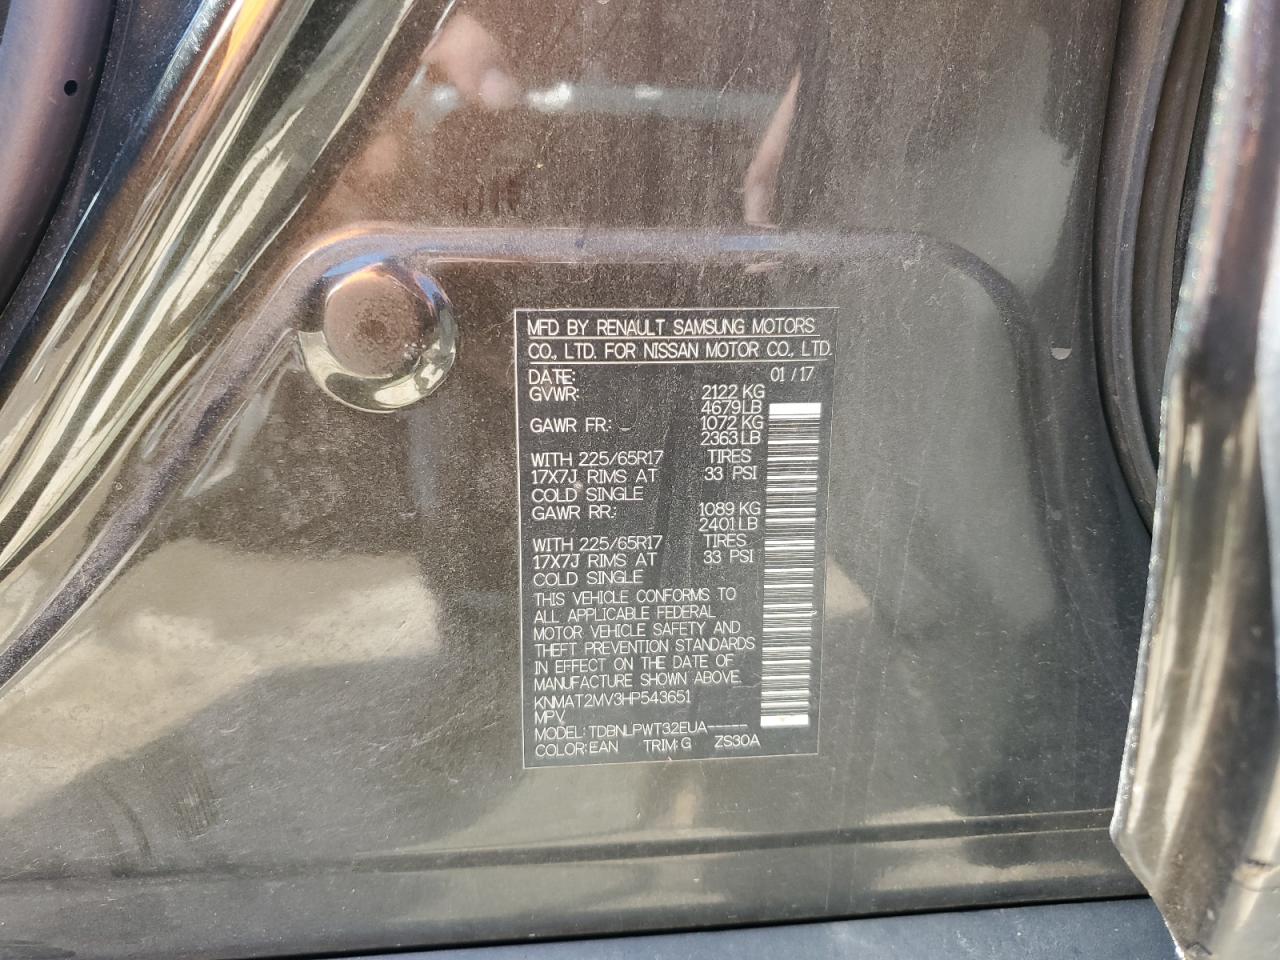 MFD BY RENAULT SAMSUNG MOTORS
CO., LTD. FOR NISSAN MOTOR CO., LTD.
DATE: 01 / 17
GVWR: 2122 KG
4679 LB
GAWR FR: 1072 KG
2363 LB
WITH 225/65R17 TIRES
17X7J RIMS AT 33 PSI
COLD SINGLE
GAWR RR: 1089 KG
2401 LB
WITH 225/65R17 TIRES
17X7J RIMS AT 33 PSI
COLD SINGLE
THIS VEHICLE CONFORMS TO
ALL APPLICABLE FEDERAL
MOTOR VEHICLE SAFETY AND
THEFT PREVENTION STANDARDS
IN EFFECT ON THE DATE OF
MANUFACTURE SHOWN ABOVE.
KNMAT2MV3HP543651
MPV
MODEL: TDBNLPWT32EUA-----
COLOR: EAN TRIM: G ZS30A